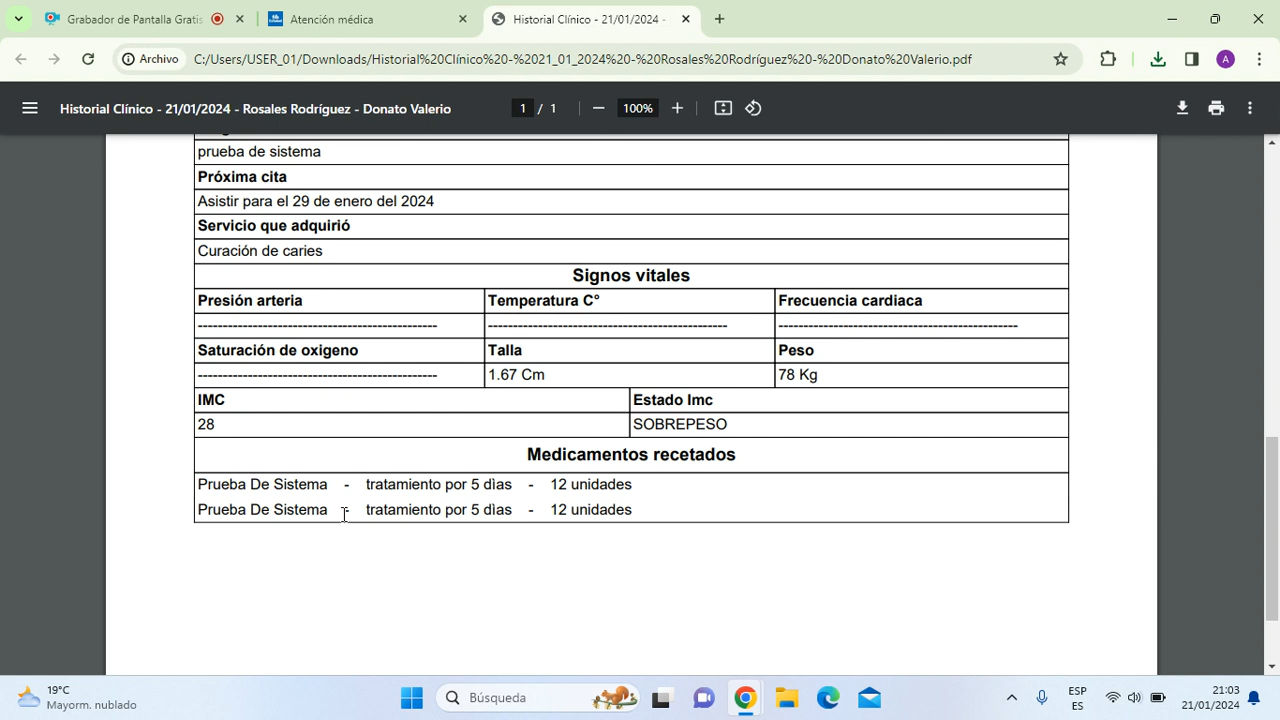 Grabador de Pantalla Gratis
Atención médica
Historial Clínico - 21/01/2024 -
Archivo
C:/Users/USER_01/Downloads/Historial%20Clínico%20-%2021_01_2024%20-%20Rosales%20Rodríguez%20-%20Donato%20Valerio.pdf
A
Historial Clínico - 21/01/2024 - Rosales Rodríguez - Donato Valerio
1 / 1
100%
prueba de sistema
Próxima cita
Asistir para el 29 de enero del 2024
Servicio que adquirió
Curación de caries
Signos vitales
Presión arteria Temperatura C° Frecuencia cardiaca
------------------------------------------------ ------------------------------------------------ ------------------------------------------------
Saturación de oxigeno Talla Peso
------------------------------------------------ 1.67 Cm 78 Kg
IMC Estado Imc
28 SOBREPESO
Medicamentos recetados
Prueba De Sistema - tratamiento por 5 dìas - 12 unidades
Prueba De Sistema - tratamiento por 5 dìas - 12 unidades
19°C
Mayorm. nublado
Búsqueda
ESP
ES
21:03
21/01/2024